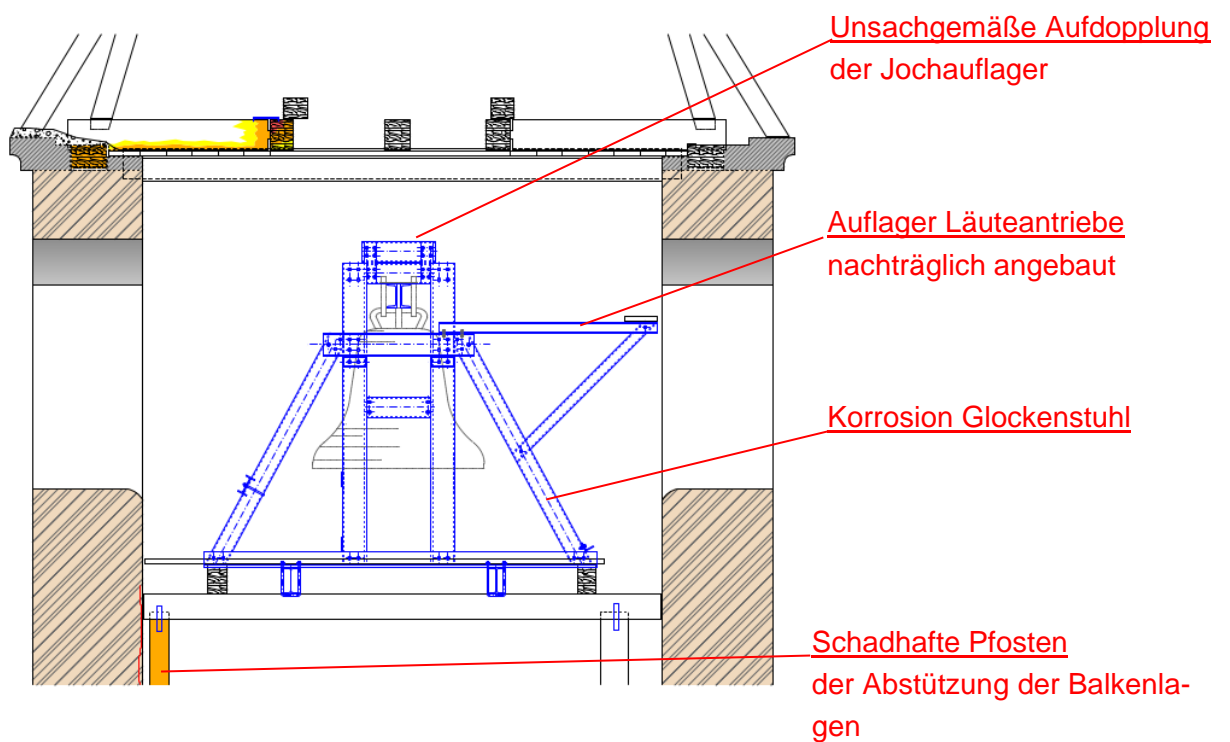 Unsachgemäße Aufdopplung
der Jochauflager
Auflager Läuteantriebe
nachträglich angebaut
Korrosion Glockenstuhl
Schadhafte Pfosten
der Abstützung der Balkenla-
gen